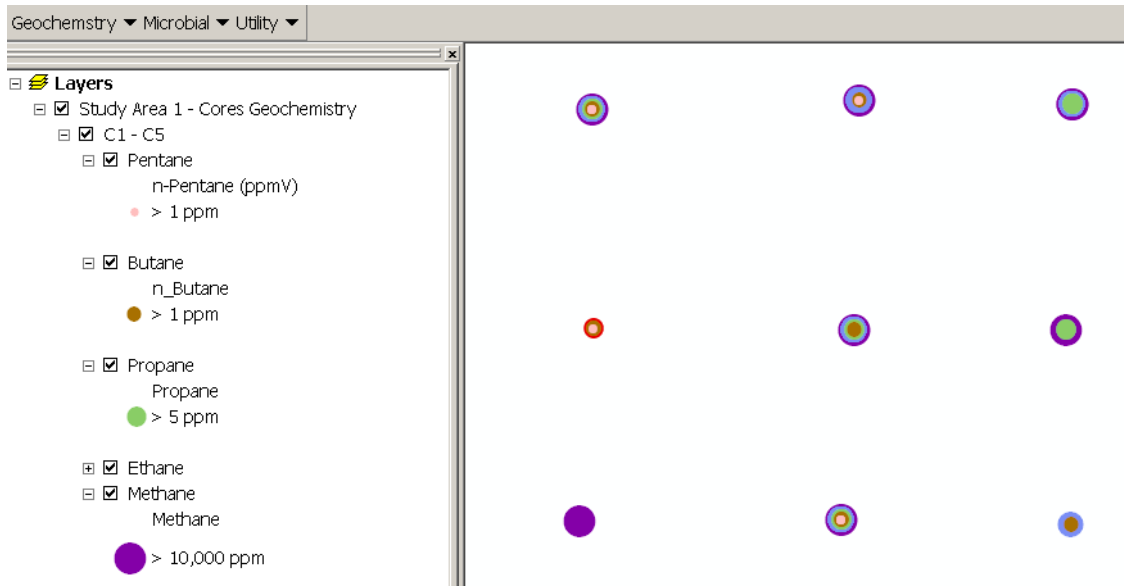 Geochemstry Microbial Utility
Layers
Study Area 1 - Cores Geochemistry
C1 - C5
Pentane
n-Pentane (ppmV)
> 1 ppm
Butane
n_Butane
> 1 ppm
Propane
Propane
> 5 ppm
Ethane
Methane
Methane
> 10,000 ppm